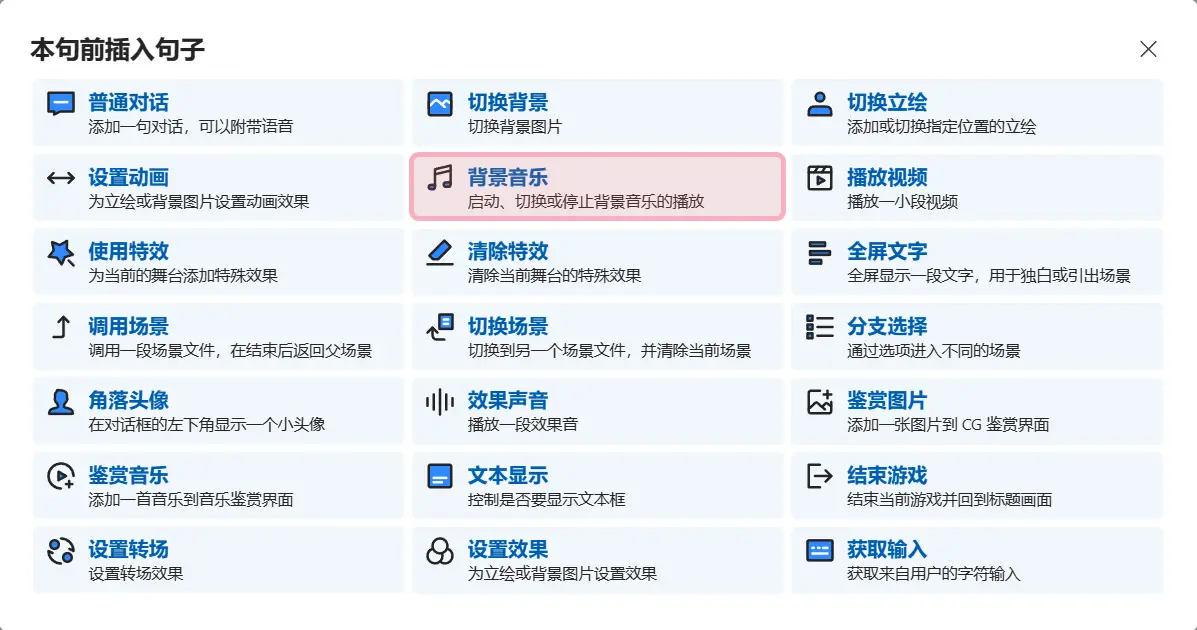 本句前插入句子
普通对话
添加一句对话，可以附带语音
切换背景
切换背景图片
切换立绘
添加或切换指定位置的立绘
设置动画
为立绘或背景图片设置动画效果
背景音乐
启动、切换或停止背景音乐的播放
播放视频
播放一小段视频
使用特效
为当前的舞台添加特殊效果
清除特效
清除当前舞台的特殊效果
全屏文字
全屏显示一段文字，用于独白或引出场景
调用场景
调用一段场景文件，在结束后返回父场景
切换场景
切换到另一个场景文件，并清除当前场景
分支选择
通过选项进入不同的场景
角落头像
在对话框的左下角显示一个小头像
效果声音
播放一段效果音
鉴赏图片
添加一张图片到 CG 鉴赏界面
鉴赏音乐
添加一首音乐到音乐鉴赏界面
文本显示
控制是否要显示文本框
结束游戏
结束当前游戏并回到标题画面
设置转场
设置转场效果
设置效果
为立绘或背景图片设置效果
获取输入
获取来自用户的字符输入